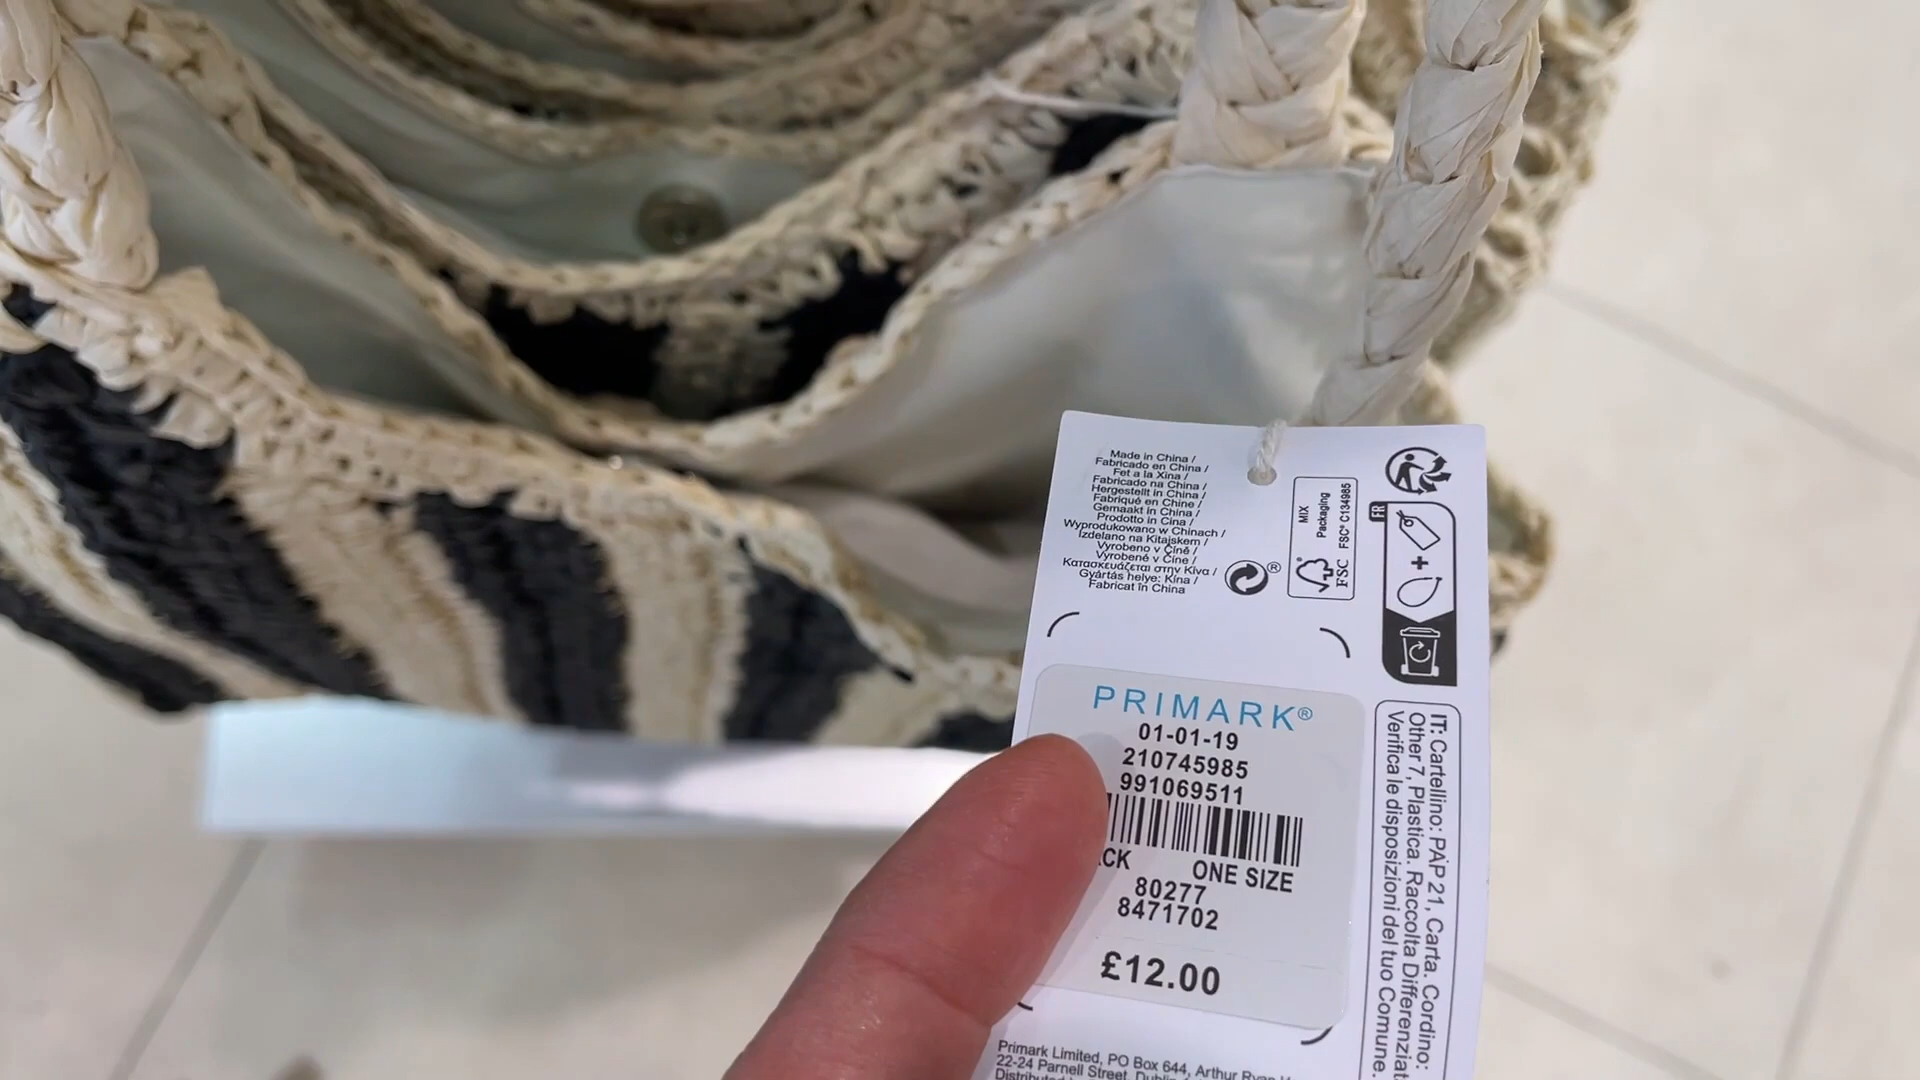 Made in China /
Fabricado en China /
Fet a la Xina /
Fabricado na China /
Hergestellt in China /
Fabriqué en Chine /
Gemaakt in China /
Prodotto in Cina /
Wyprodukowano w Chinach /
Izdelano na Kitajskem /
Vyrobeno v Číně /
Vyrobené v Číne /
Κατασκευάζεται στην Κίνα /
Gyártás helye: Kína /
Fabricat în China
®
MIX
Packaging
FSC® C134985
FSC
FR
+
PRIMARK®
01-01-19
210745985
991069511
CK ONE SIZE
80277
8471702
£12.00
IT: Cartellino: PAP 21, Carta. Cordino:
Other 7, Plastica. Raccolta Differenziat
Verifica le disposizioni del tuo Comune.
Primark Limited, PO Box 644, Arthur
22-24 Parnell Street,
Distributed